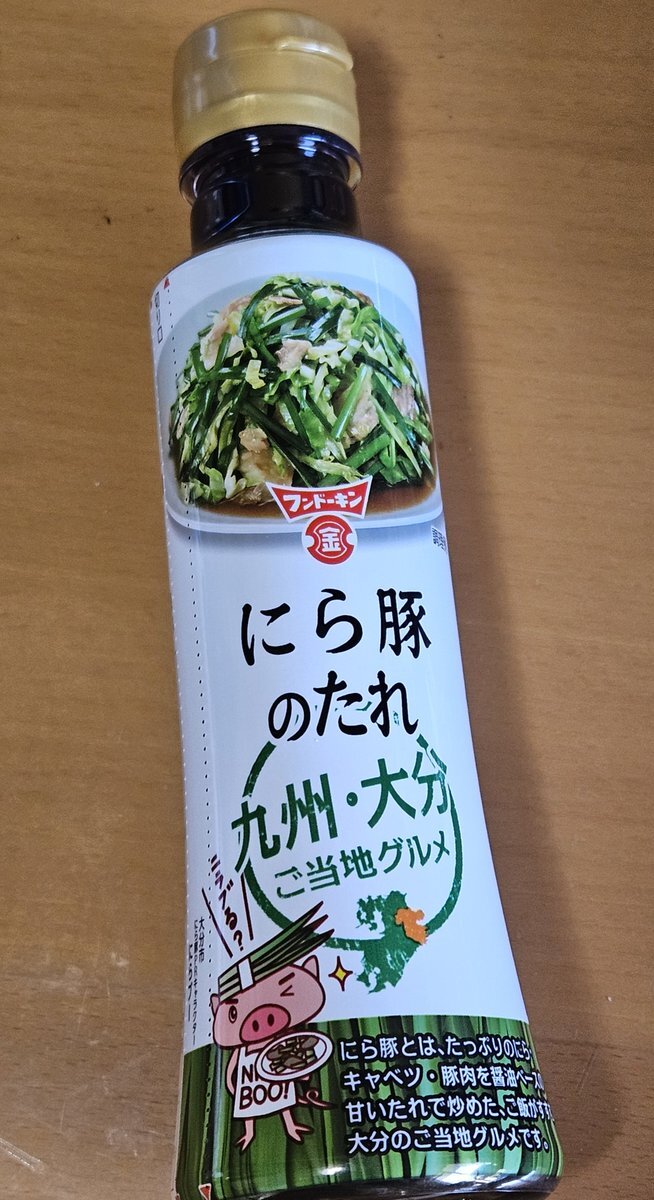 フンドーキン
金
にら豚
のたれ
九州・大分
ご当地グルメ
ニラブる?
NI
BOO!
にら豚とは、たっぷりのにら・
キャベツ・豚肉を醤油ベースの
甘いたれで炒めた、ご飯がすす
大分のご当地グルメです。